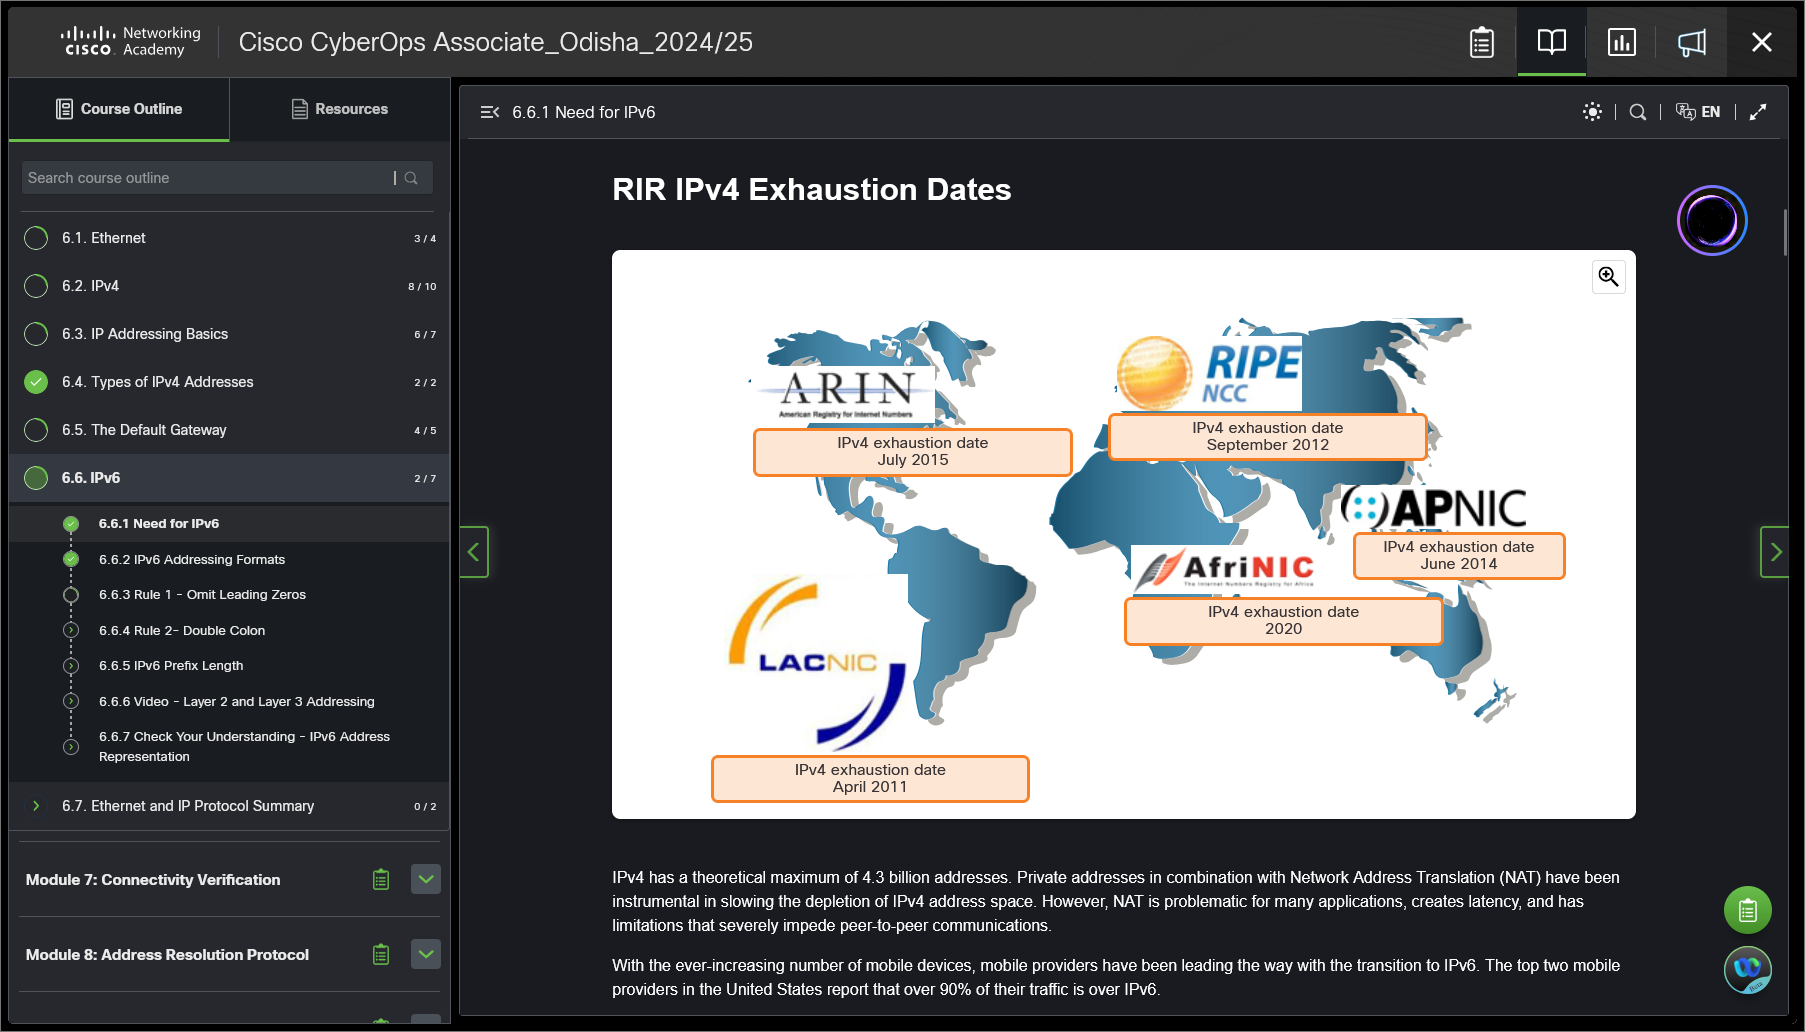 CISCO
Networking
Academy
Cisco CyberOps Associate_Odisha_2024/25
Course Outline
Resources
Search course outline
6.1. Ethernet 3 / 4
6.2. IPv4 8 / 10
6.3. IP Addressing Basics 6 / 7
6.4. Types of IPv4 Addresses 2 / 2
6.5. The Default Gateway 4 / 5
6.6. IPv6 2 / 7
6.6.1 Need for IPv6
6.6.2 IPv6 Addressing Formats
6.6.3 Rule 1 - Omit Leading Zeros
6.6.4 Rule 2- Double Colon
6.6.5 IPv6 Prefix Length
6.6.6 Video - Layer 2 and Layer 3 Addressing
6.6.7 Check Your Understanding - IPv6 Address
Representation
6.7. Ethernet and IP Protocol Summary 0 / 2
Module 7: Connectivity Verification
Module 8: Address Resolution Protocol
6.6.1 Need for IPv6
EN
RIR IPv4 Exhaustion Dates
ARIN
American Registry for Internet Numbers
IPv4 exhaustion date
July 2015
RIPE
NCC
IPv4 exhaustion date
September 2012
APNIC
IPv4 exhaustion date
June 2014
AfriNIC
The Internet Numbers Registry for Africa
IPv4 exhaustion date
2020
LACNIC
IPv4 exhaustion date
April 2011
IPv4 has a theoretical maximum of 4.3 billion addresses. Private addresses in combination with Network Address Translation (NAT) have been
instrumental in slowing the depletion of IPv4 address space. However, NAT is problematic for many applications, creates latency, and has
limitations that severely impede peer-to-peer communications.
With the ever-increasing number of mobile devices, mobile providers have been leading the way with the transition to IPv6. The top two mobile
providers in the United States report that over 90% of their traffic is over IPv6.
Beta